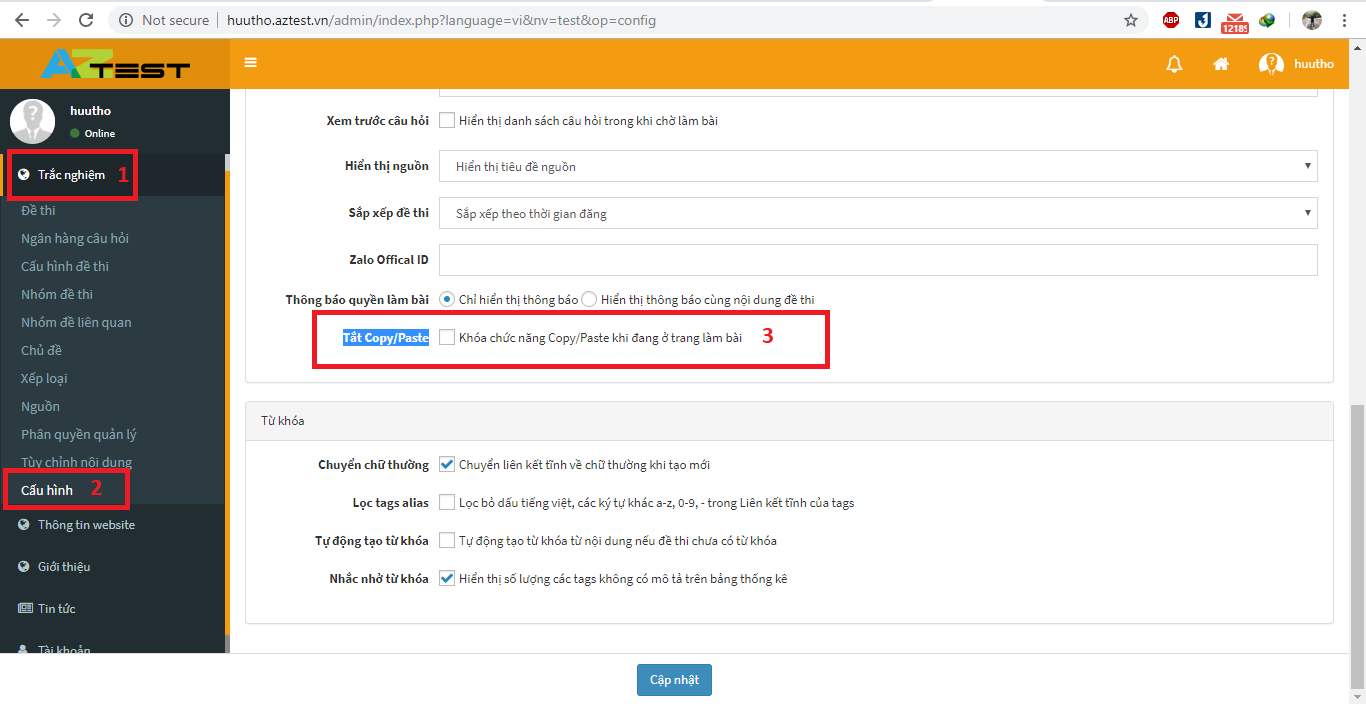 Not secure
huutho.aztest.vn/admin/index.php?language=vi&nv=test&op=config
ABP
12185
AZTEST
huutho
huutho
Online
Trắc nghiệm 1
Đề thi
Ngân hàng câu hỏi
Cấu hình đề thi
Nhóm đề thi
Nhóm đề liên quan
Chủ đề
Xếp loại
Nguồn
Phân quyền quản lý
Tùy chỉnh nội dung
Cấu hình 2
Thông tin website
Giới thiệu
Tin tức
Tài khoản
Xem trước câu hỏi Hiển thị danh sách câu hỏi trong khi chờ làm bài
Hiển thị nguồn Hiển thị tiêu đề nguồn
Sắp xếp đề thi Sắp xếp theo thời gian đăng
Zalo Offical ID
Thông báo quyền làm bài Chỉ hiển thị thông báo Hiển thị thông báo cùng nội dung đề thi
Tắt Copy/Paste Khóa chức năng Copy/Paste khi đang ở trang làm bài 3
Từ khóa
Chuyển chữ thường Chuyển liên kết tĩnh về chữ thường khi tạo mới
Lọc tags alias Lọc bỏ dấu tiếng việt, các ký tự khác a-z, 0-9, - trong Liên kết tĩnh của tags
Tự động tạo từ khóa Tự động tạo từ khóa từ nội dung nếu đề thi chưa có từ khóa
Nhắc nhở từ khóa Hiển thị số lượng các tags không có mô tả trên bảng thống kê
Cập nhật